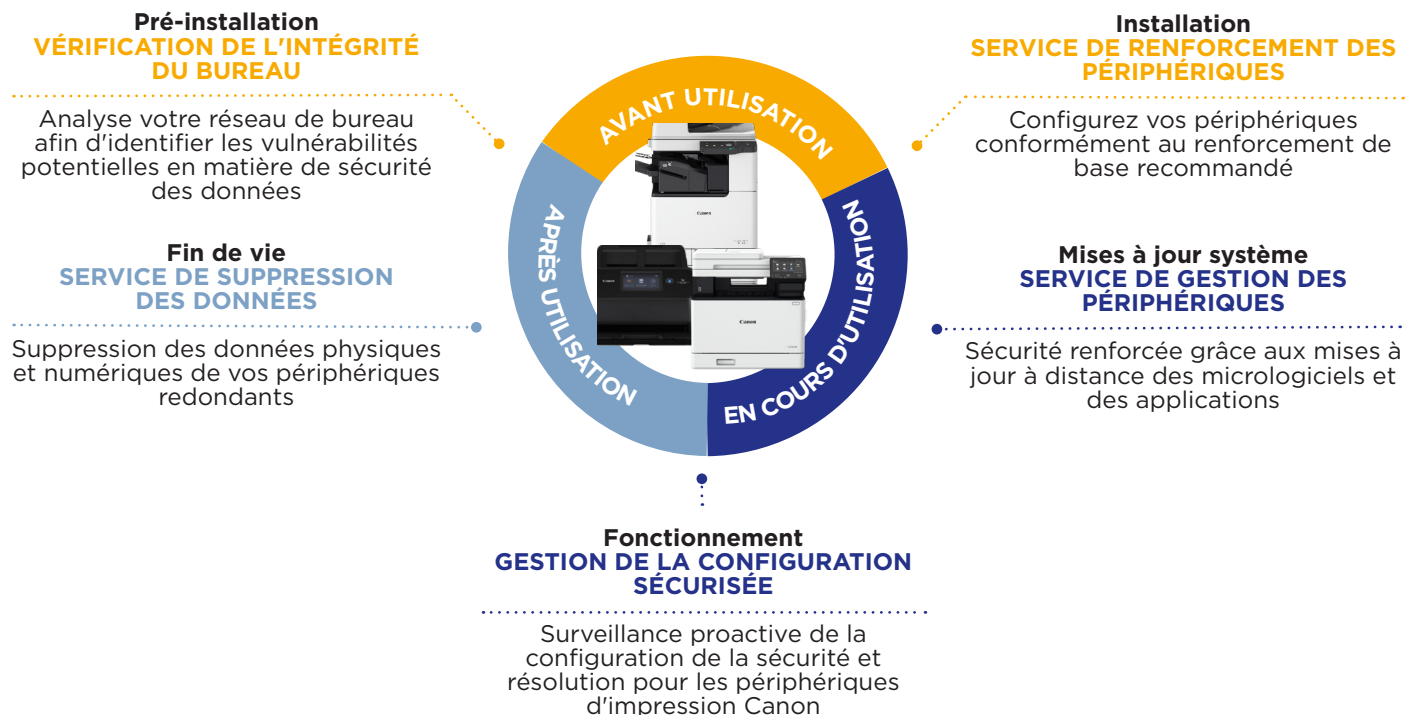 Pré-installation
VÉRIFICATION DE L'INTÉGRITÉ
DU BUREAU
Analyse votre réseau de bureau
afin d'identifier les vulnérabilités
potentielles en matière de sécurité
des données
Installation
SERVICE DE RENFORCEMENT DES
PÉRIPHÉRIQUES
Configurez vos périphériques
conformément au renforcement de
base recommandé
AVANT UTILISATION
APRÈS UTILISATION
EN COURS D'UTILISATION
Canon
Canon
Canon
Fin de vie
SERVICE DE SUPPRESSION
DES DONNÉES
Suppression des données physiques
et numériques de vos périphériques
redondants
Mises à jour système
SERVICE DE GESTION DES
PÉRIPHÉRIQUES
Sécurité renforcée grâce aux mises à
jour à distance des micrologiciels et
des applications
Fonctionnement
GESTION DE LA CONFIGURATION
SÉCURISÉE
Surveillance proactive de la
configuration de la sécurité et
résolution pour les périphériques
d'impression Canon